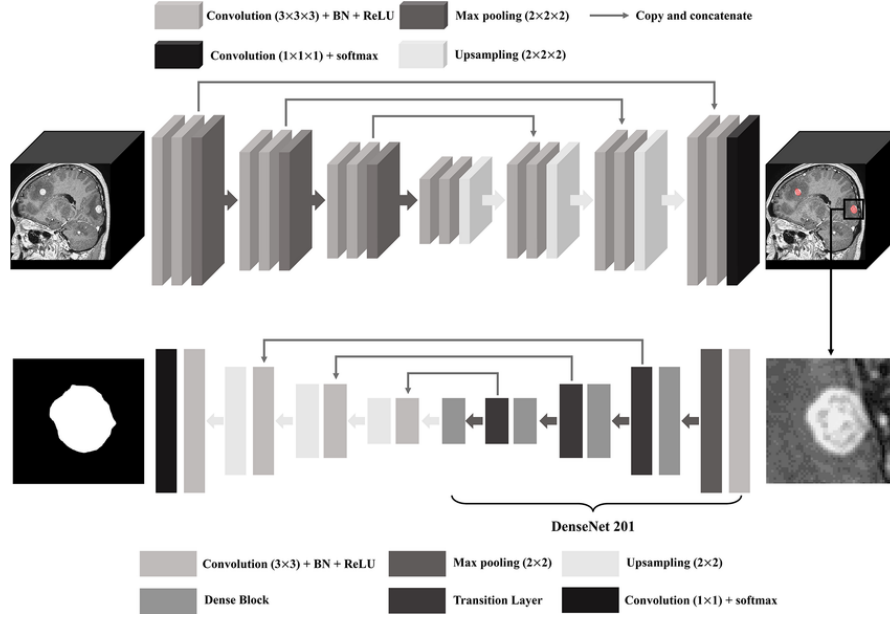 Convolution (3×3×3) + BN + ReLU
Max pooling (2×2×2)
Copy and concatenate
Convolution (1×1×1) + softmax
Upsampling (2×2×2)
DenseNet 201
Convolution (3×3) + BN + ReLU
Max pooling (2×2)
Upsampling (2×2)
Dense Block
Transition Layer
Convolution (1×1) + softmax